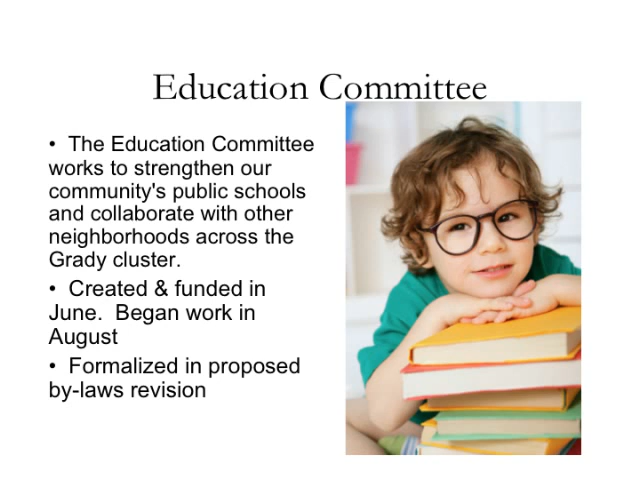 Education Committee
• The Education Committee
works to strengthen our
community's public schools
and collaborate with other
neighborhoods across the
Grady cluster.
• Created & funded in
June.  Began work in
August
• Formalized in proposed
by-laws revision